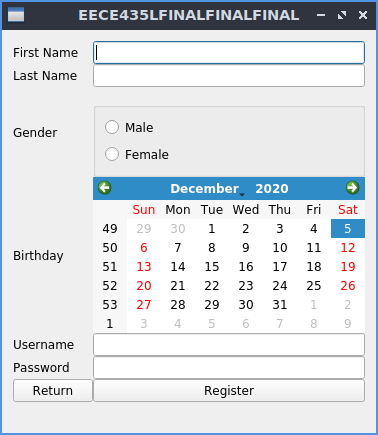 EECE435LFINALFINALFINAL
First Name
Last Name
Gender
Male
Female
Birthday
December 2020
Sun Mon Tue Wed Thu Fri Sat
49 29 30 1 2 3 4 5
50 6 7 8 9 10 11 12
51 13 14 15 16 17 18 19
52 20 21 22 23 24 25 26
53 27 28 29 30 31 1 2
1 3 4 5 6 7 8 9
Username
Password
Return Register